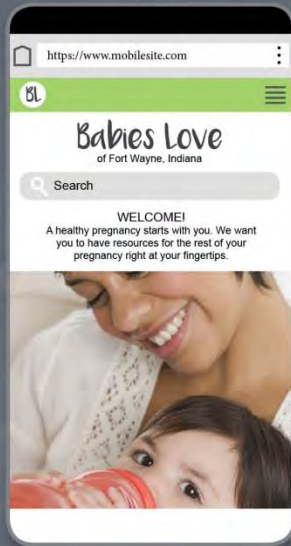 https://www.mobilesite.com
BL
Babies Love
of Fort Wayne, Indiana
Search
WELCOME!
A healthy pregnancy starts with you. We want
you to have resources for the rest of your
pregnancy right at your fingertips.